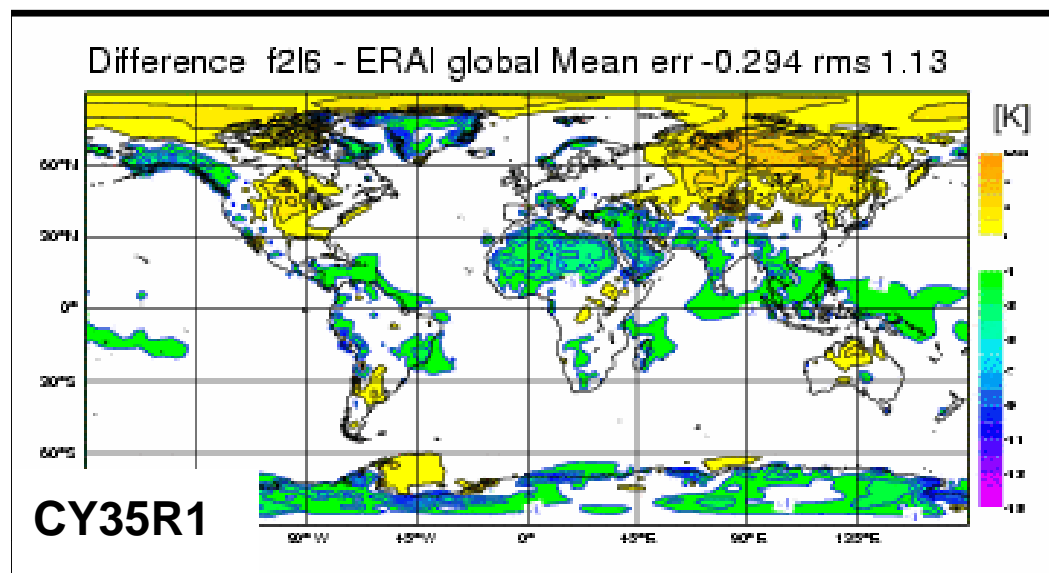 Difference f2l6 - ERAI global Mean err -0.294 rms 1.13
[K]
60°N
30°N
0°
30°S
60°S
90° W
45°W
0°
45°E
90°E
135°E
-11
CY35R1